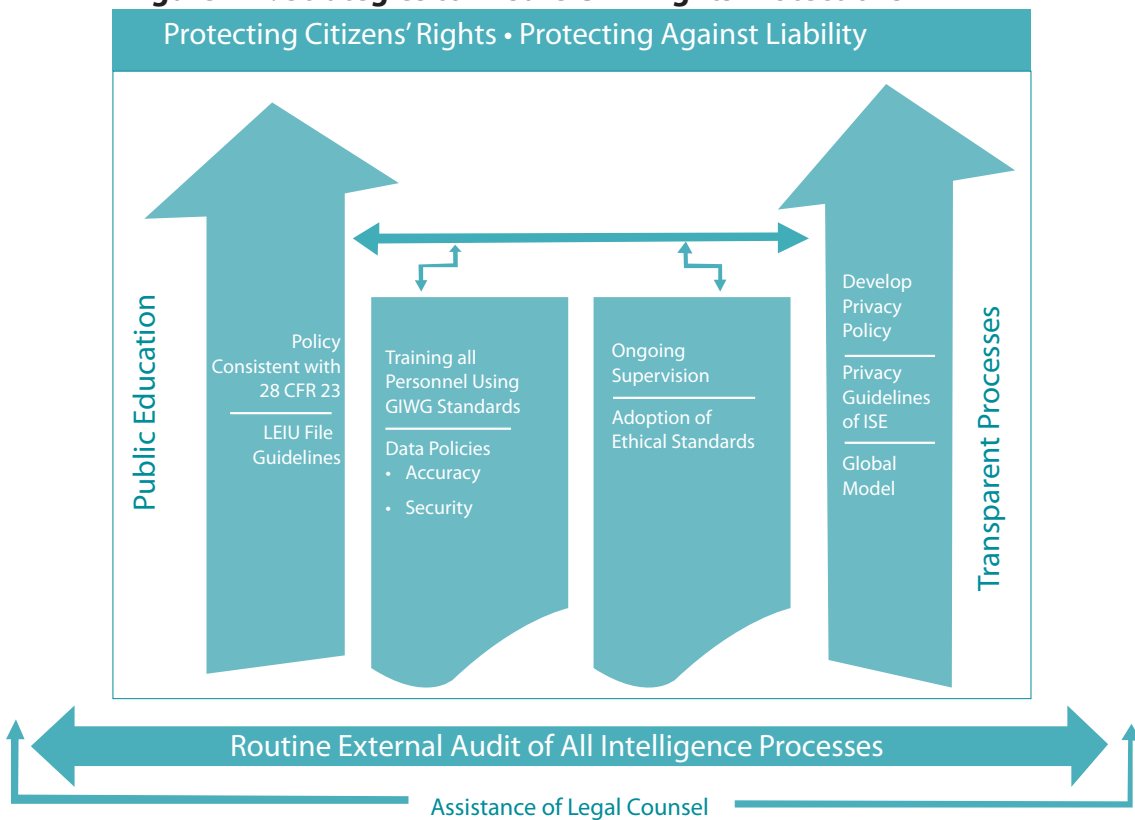 Protecting Citizens’ Rights • Protecting Against Liability
Public Education
Policy
Consistent with
28 CFR 23
LEIU File
Guidelines
Training all
Personnel Using
GIWG Standards
Data Policies
• Accuracy
• Security
Ongoing
Supervision
Adoption of
Ethical Standards
Develop
Privacy
Policy
Privacy
Guidelines
of ISE
Global
Model
Transparent Processes
Routine External Audit of All Intelligence Processes
Assistance of Legal Counsel